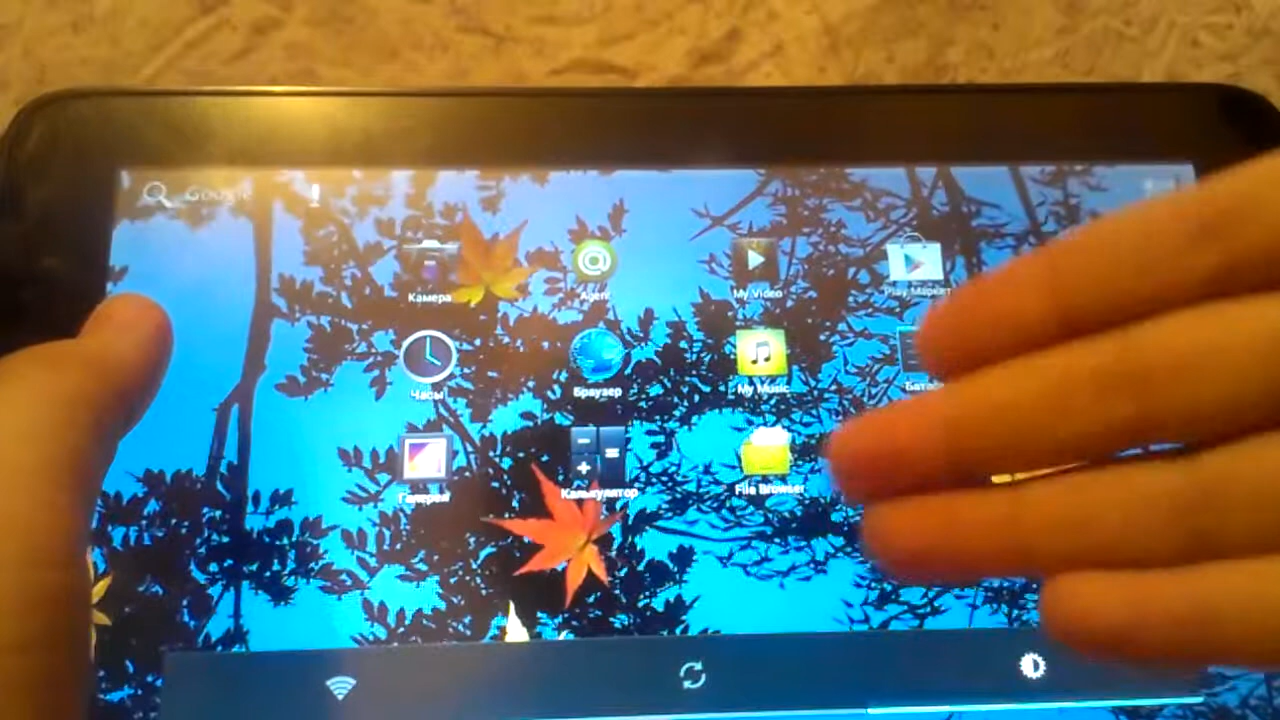 Google
Камера
Agent
My Video
Play Маркет
Часы
Браузер
My Music
Галерея
Калькулятор
File Browser